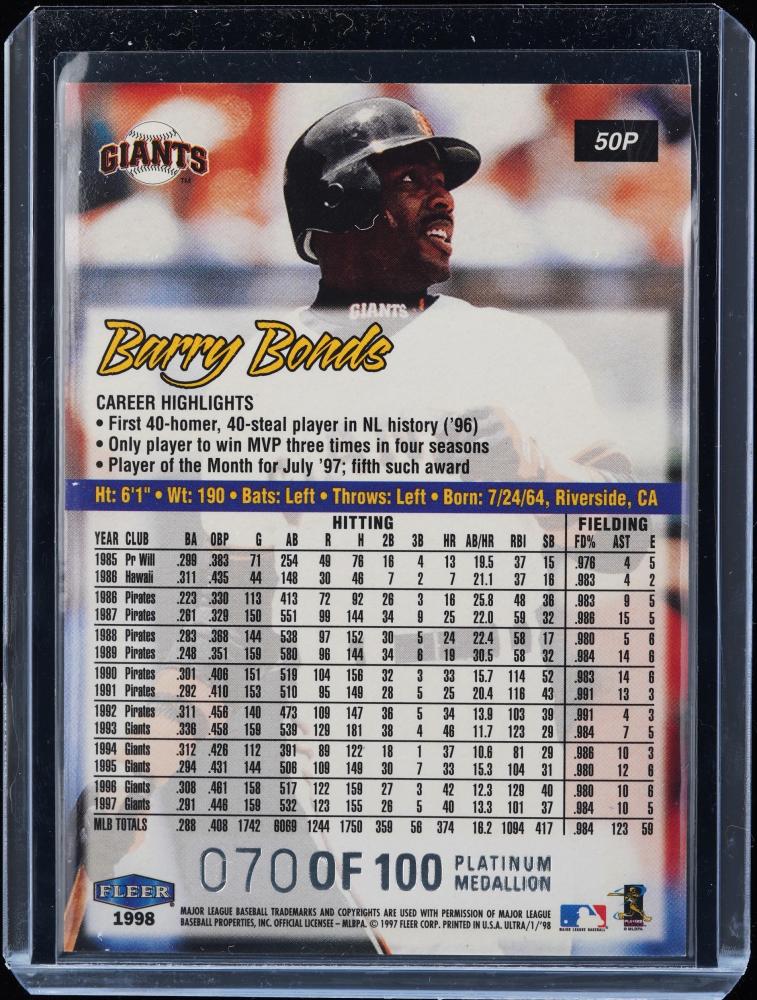 GIANTS
TM
50P
GIANTS
Barry Bonds
CAREER HIGHLIGHTS
• First 40-homer, 40-steal player in NL history ('96)
• Only player to win MVP three times in four seasons
• Player of the Month for July '97; fifth such award
Ht: 6'1" • Wt: 190 • Bats: Left • Throws: Left • Born: 7/24/64, Riverside, CA
HITTING FIELDING
YEAR CLUB BA OBP G AB R H 2B 3B HR AB/HR RBI SB FD% AST E
1985 Pr Will .299 .383 71 254 49 76 16 4 13 19.5 37 15 .976 4 5
1986 Hawaii .311 .435 44 148 30 46 7 2 7 21.1 37 16 .983 4 2
1986 Pirates .223 .330 113 413 72 92 26 3 16 25.8 48 36 .983 9 5
1987 Pirates .261 .329 150 551 99 144 34 9 25 22.0 59 32 .986 15 5
1988 Pirates .283 .368 144 538 97 152 30 5 24 22.4 58 17 .980 5 6
1989 Pirates .248 .351 159 580 96 144 34 6 19 30.5 58 32 .984 14 6
1990 Pirates .301 .406 151 519 104 156 32 3 33 15.7 114 52 .983 14 6
1991 Pirates .292 .410 153 510 95 149 28 5 25 20.4 116 43 .991 13 3
1992 Pirates .311 .456 140 473 109 147 36 5 34 13.9 103 39 .991 4 3
1993 Giants .336 .458 159 539 129 181 38 4 46 11.7 123 29 .984 7 5
1994 Giants .312 .426 112 391 89 122 18 1 37 10.6 81 29 .986 10 3
1995 Giants .294 .431 144 506 109 149 30 7 33 15.3 104 31 .980 12 6
1996 Giants .308 .461 158 517 122 159 27 3 42 12.3 129 40 .980 10 6
1997 Giants .291 .446 159 532 123 155 26 5 40 13.3 101 37 .984 10 5
MLB TOTALS .288 .408 1742 6069 1244 1750 359 56 374 16.2 1094 417 .984 123 59
070 OF 100 PLATINUM
MEDALLION
FLEER
1998
MAJOR LEAGUE BASEBALL TRADEMARKS AND COPYRIGHTS ARE USED WITH PERMISSION OF MAJOR LEAGUE
BASEBALL PROPERTIES, INC. OFFICIAL LICENSEE – MLBPA. © 1997 FLEER CORP. PRINTED IN U.S.A. ULTRA/1/'98
MAJOR LEAGUE BASEBALL
© MLBPA